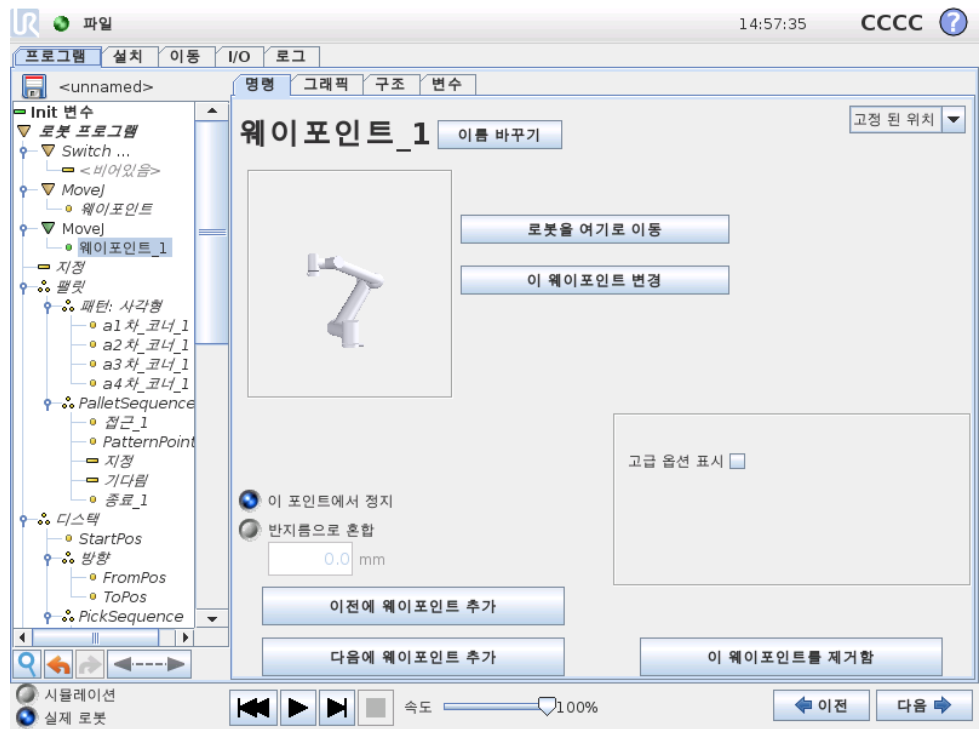 UR 파일 14:57:35 CCCC ?
프로그램 설치 이동 I/O 로그
<unnamed>
명령 그래픽 구조 변수
Init 변수
로봇 프로그램
Switch ...
<비어있음>
MoveJ
웨이포인트
MoveJ
웨이포인트_1
지정
팰릿
패턴: 사각형
a1차_코너_1
a2차_코너_1
a3차_코너_1
a4차_코너_1
PalletSequence
접근_1
PatternPoint
지정
기다림
종료_1
디스택
StartPos
방향
FromPos
ToPos
PickSequence
웨이포인트_1 이름 바꾸기
고정 된 위치
로봇을 여기로 이동
이 웨이포인트 변경
고급 옵션 표시
이 포인트에서 정지
반지름으로 혼합
0.0 mm
이전에 웨이포인트 추가
다음에 웨이포인트 추가
이 웨이포인트를 제거함
시뮬레이션
실제 로봇
속도 100%
이전 다음